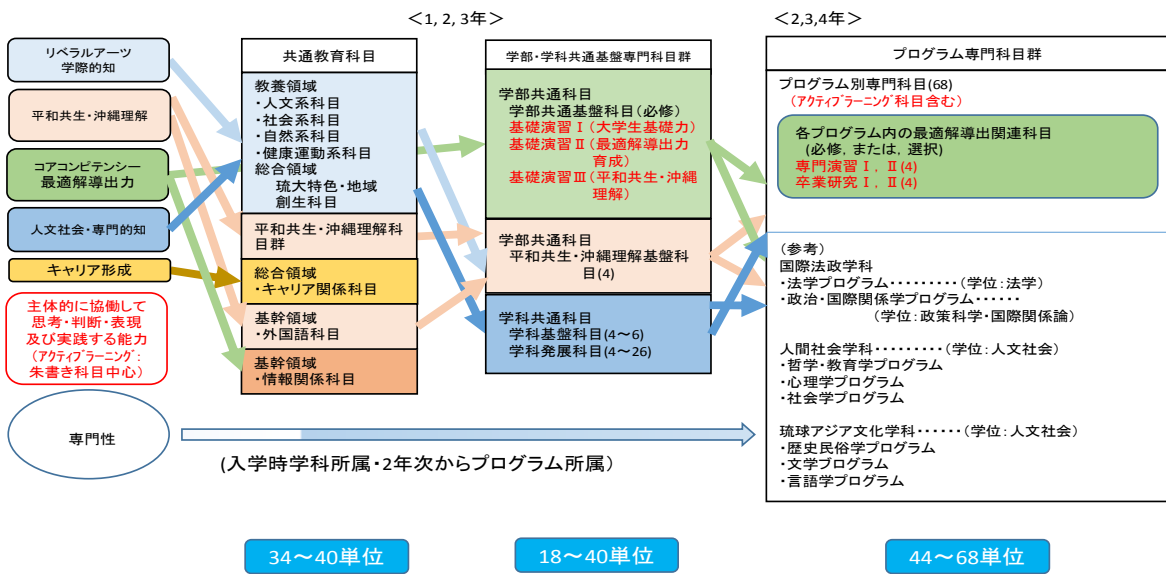 ＜1, 2, 3年＞
＜2,3,4年＞
リベラルアーツ
学際的知
平和共生・沖縄理解
コアコンピテンシー
最適解導出力
人文社会・専門的知
キャリア形成
主体的に協働して
思考・判断・表現
及び実践する能力
（アクティブラーニング：
朱書き科目中心）
専門性
共通教育科目
教養領域
・人文系科目
・社会系科目
・自然系科目
・健康運動系科目
総合領域
琉大特色・地域
創生科目
平和共生・沖縄理解科
目群
総合領域
・キャリア関係科目
基幹領域
・外国語科目
基幹領域
・情報関係科目
学部・学科共通基盤専門科目群
学部共通科目
学部共通基盤科目(必修)
基礎演習Ⅰ(大学生基礎力)
基礎演習Ⅱ(最適解導出力
育成)
基礎演習Ⅲ(平和共生・沖縄
理解)
学部共通科目
平和共生・沖縄理解基盤科
目(4)
学科共通科目
学科基盤科目(4～6)
学科発展科目(4～26)
プログラム専門科目群
プログラム別専門科目(68)
（アクティブラーニング科目含む）
各プログラム内の最適解導出関連科目
(必修，または，選択)
専門演習Ⅰ，Ⅱ(4)
卒業研究Ⅰ，Ⅱ(4)
（参考）
国際法政学科
・法学プログラム･････････（学位：法学）
・政治・国際関係学プログラム･･････
（学位：政策科学・国際関係論）
人間社会学科･････････（学位：人文社会）
・哲学・教育学プログラム
・心理学プログラム
・社会学プログラム
琉球アジア文化学科･･････（学位：人文社会）
・歴史民俗学プログラム
・文学プログラム
・言語学プログラム
(入学時学科所属・2年次からプログラム所属）
34～40単位
18～40単位
44～68単位